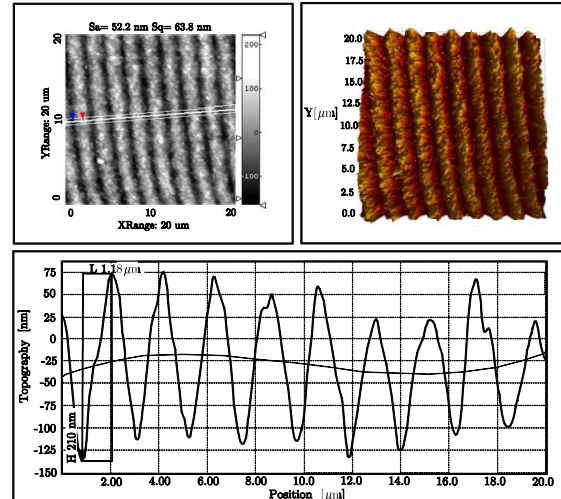 Sa= 52.2 nm Sq= 63.8 nm
20
YRange: 20 um
10
0
0 10 20
XRange: 20 um
200
100
0
-100
20.0
17.5
15.0
Y [μm]
12.5
10.0
7.5
5.0
2.5
0.0
L 1.18 μm
75
50
25
0
-25
-50
-75
-100
-125
-150
Topography [nm]
H 210 nm
2.00 4.00 6.00 8.00 10.0 12.0 14.0 16.0 18.0 20.0
Position [μm]